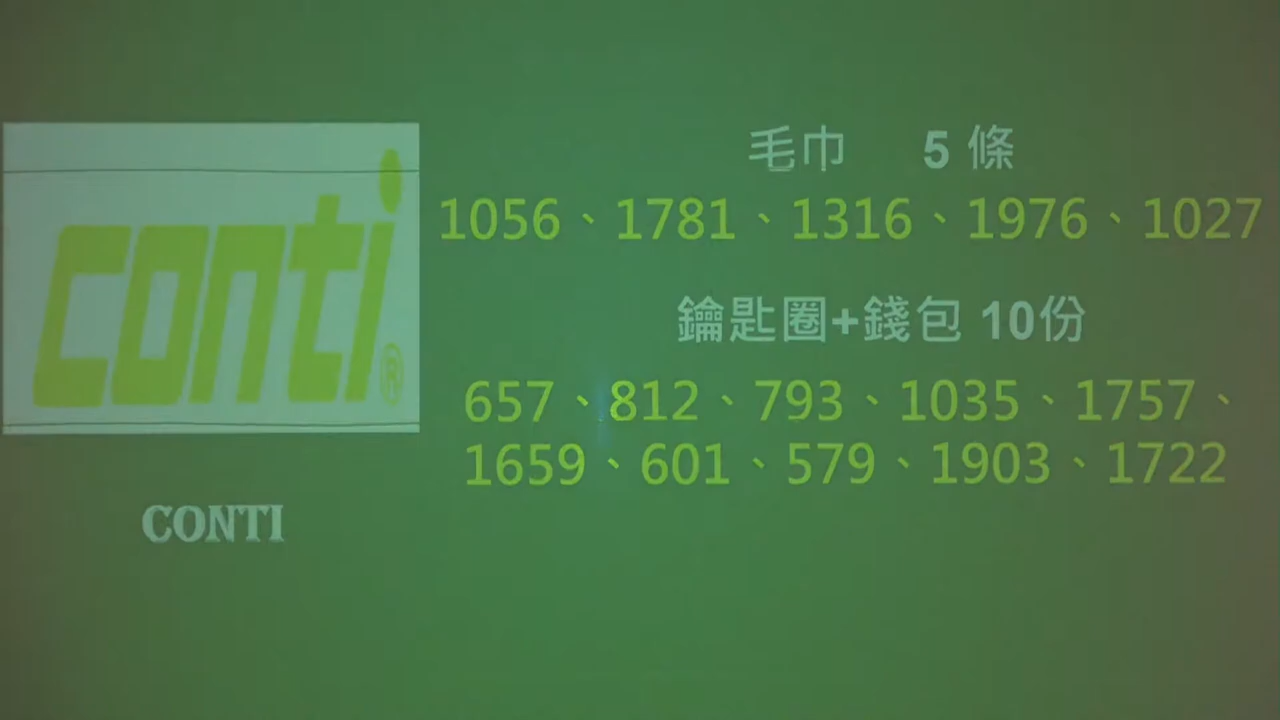 conti®
CONTI
毛巾 5 條
1056、1781、1316、1976、1027
鑰匙圈+錢包 10份
657、812、793、1035、1757、
1659、601、579、1903、1722